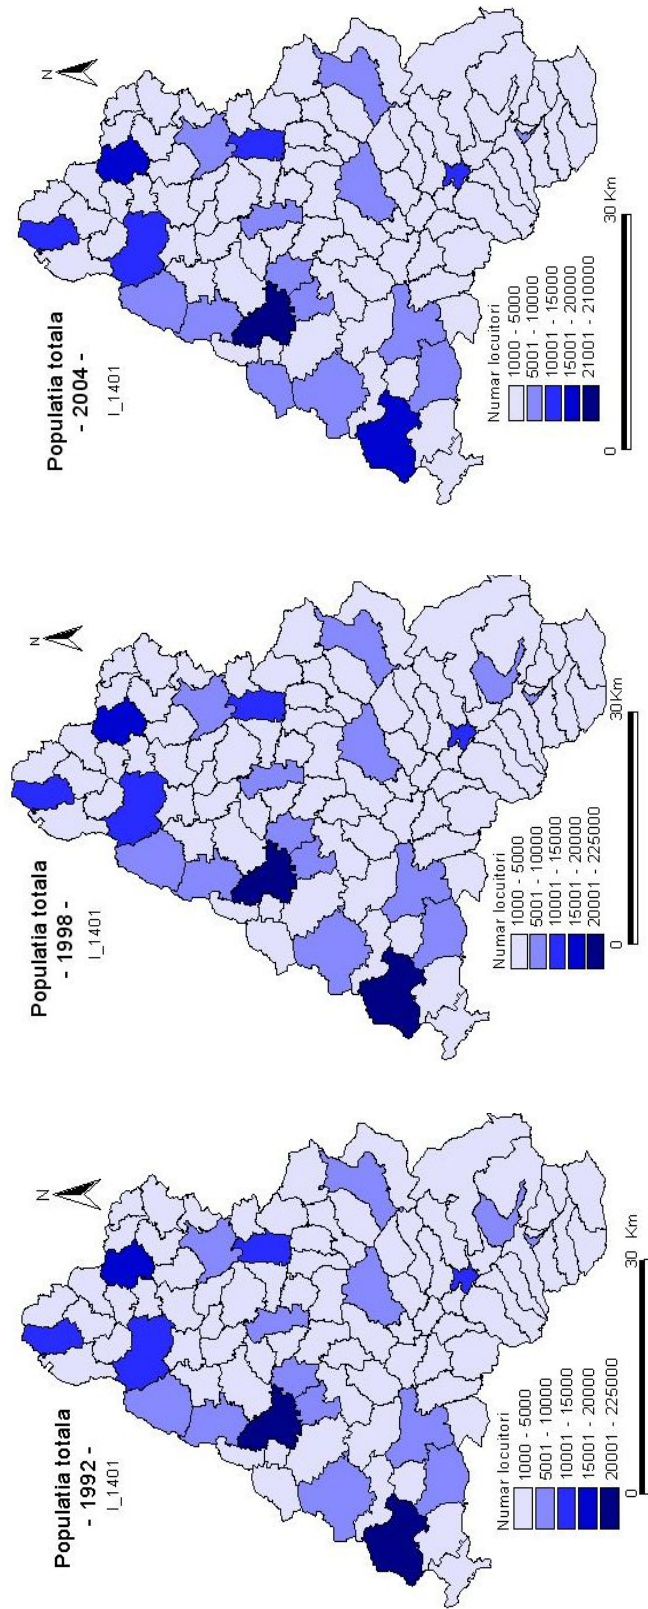 Populatia totala
- 1992 -
I_1401
N
Numar locuitori
1000 - 5000
5001 - 10000
10001 - 15000
15001 - 20000
20001 - 225000
0
30 Km
Populatia totala
- 1998 -
I_1401
N
Numar locuitori
1000 - 5000
5001 - 10000
10001 - 15000
15001 - 20000
20001 - 225000
0
30 Km
Populatia totala
- 2004 -
I_1401
N
Numar locuitori
1000 - 5000
5001 - 10000
10001 - 15000
15001 - 20000
21001 - 210000
0
30 Km